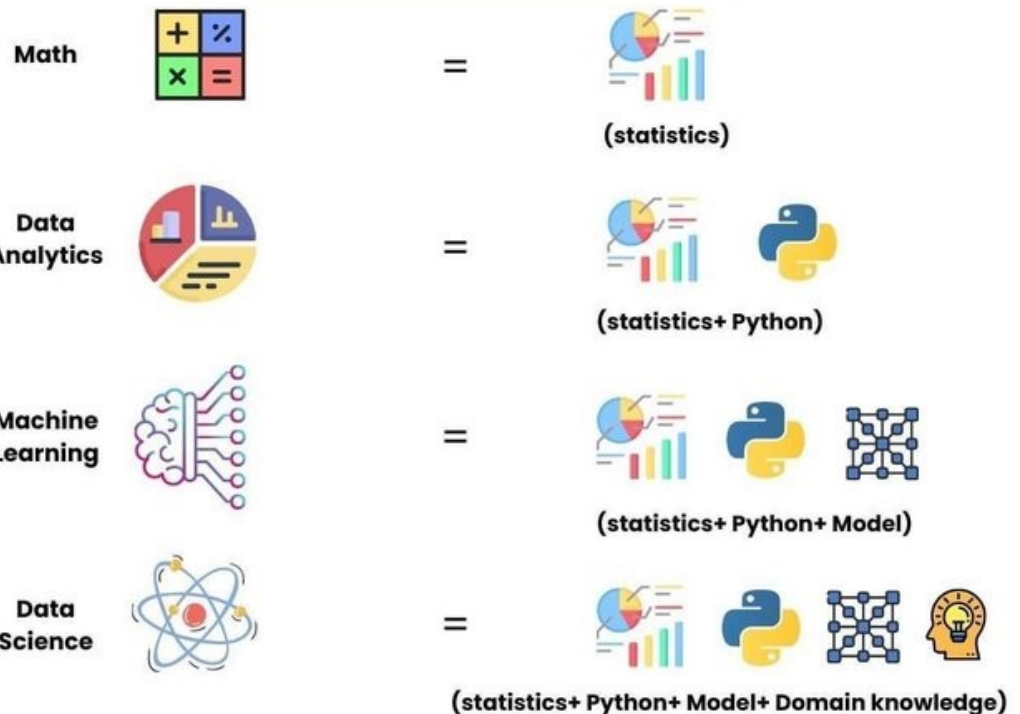 Math
=
(statistics)
Data
Analytics
=
(statistics+ Python)
Machine
Learning
=
(statistics+ Python+ Model)
Data
Science
=
(statistics+ Python+ Model+ Domain knowledge)